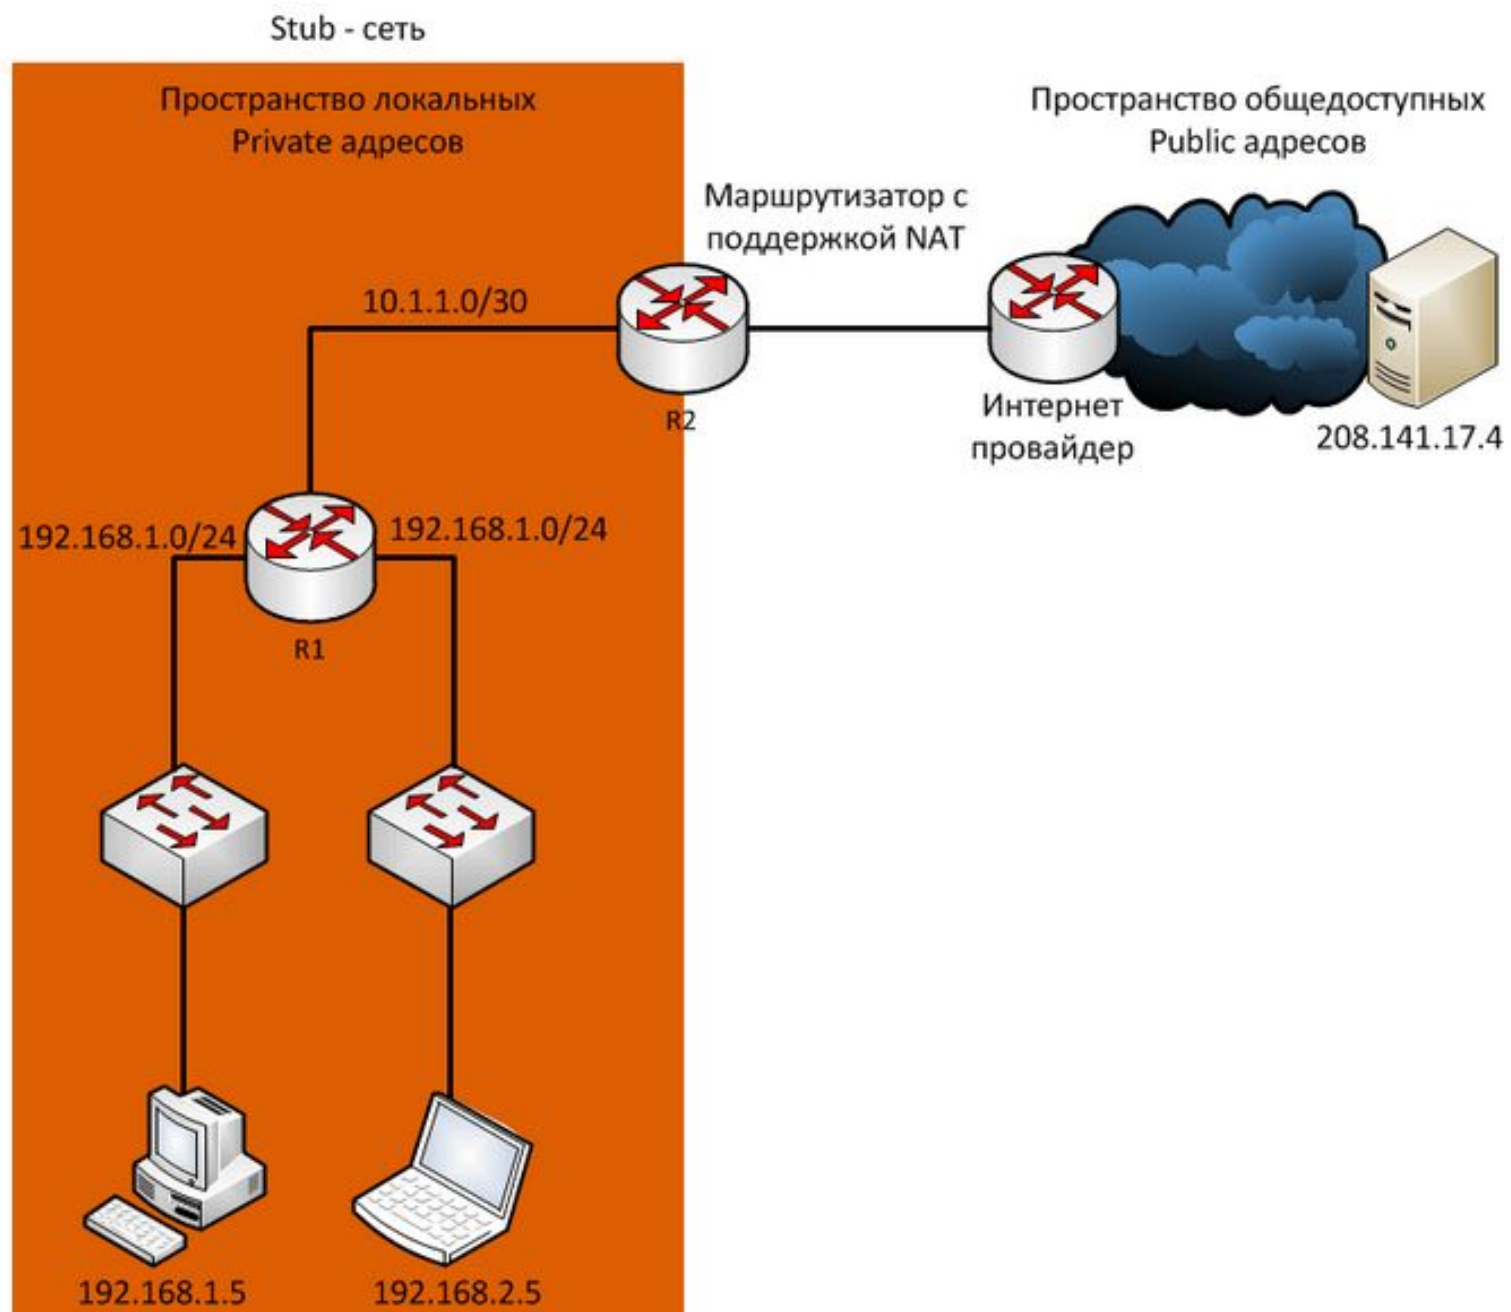 Stub - сеть
Пространство локальных
Private адресов
Пространство общедоступных
Public адресов
Маршрутизатор с
поддержкой NAT
10.1.1.0/30
R2
Интернет
провайдер
208.141.17.4
192.168.1.0/24
192.168.1.0/24
R1
192.168.1.5
192.168.2.5